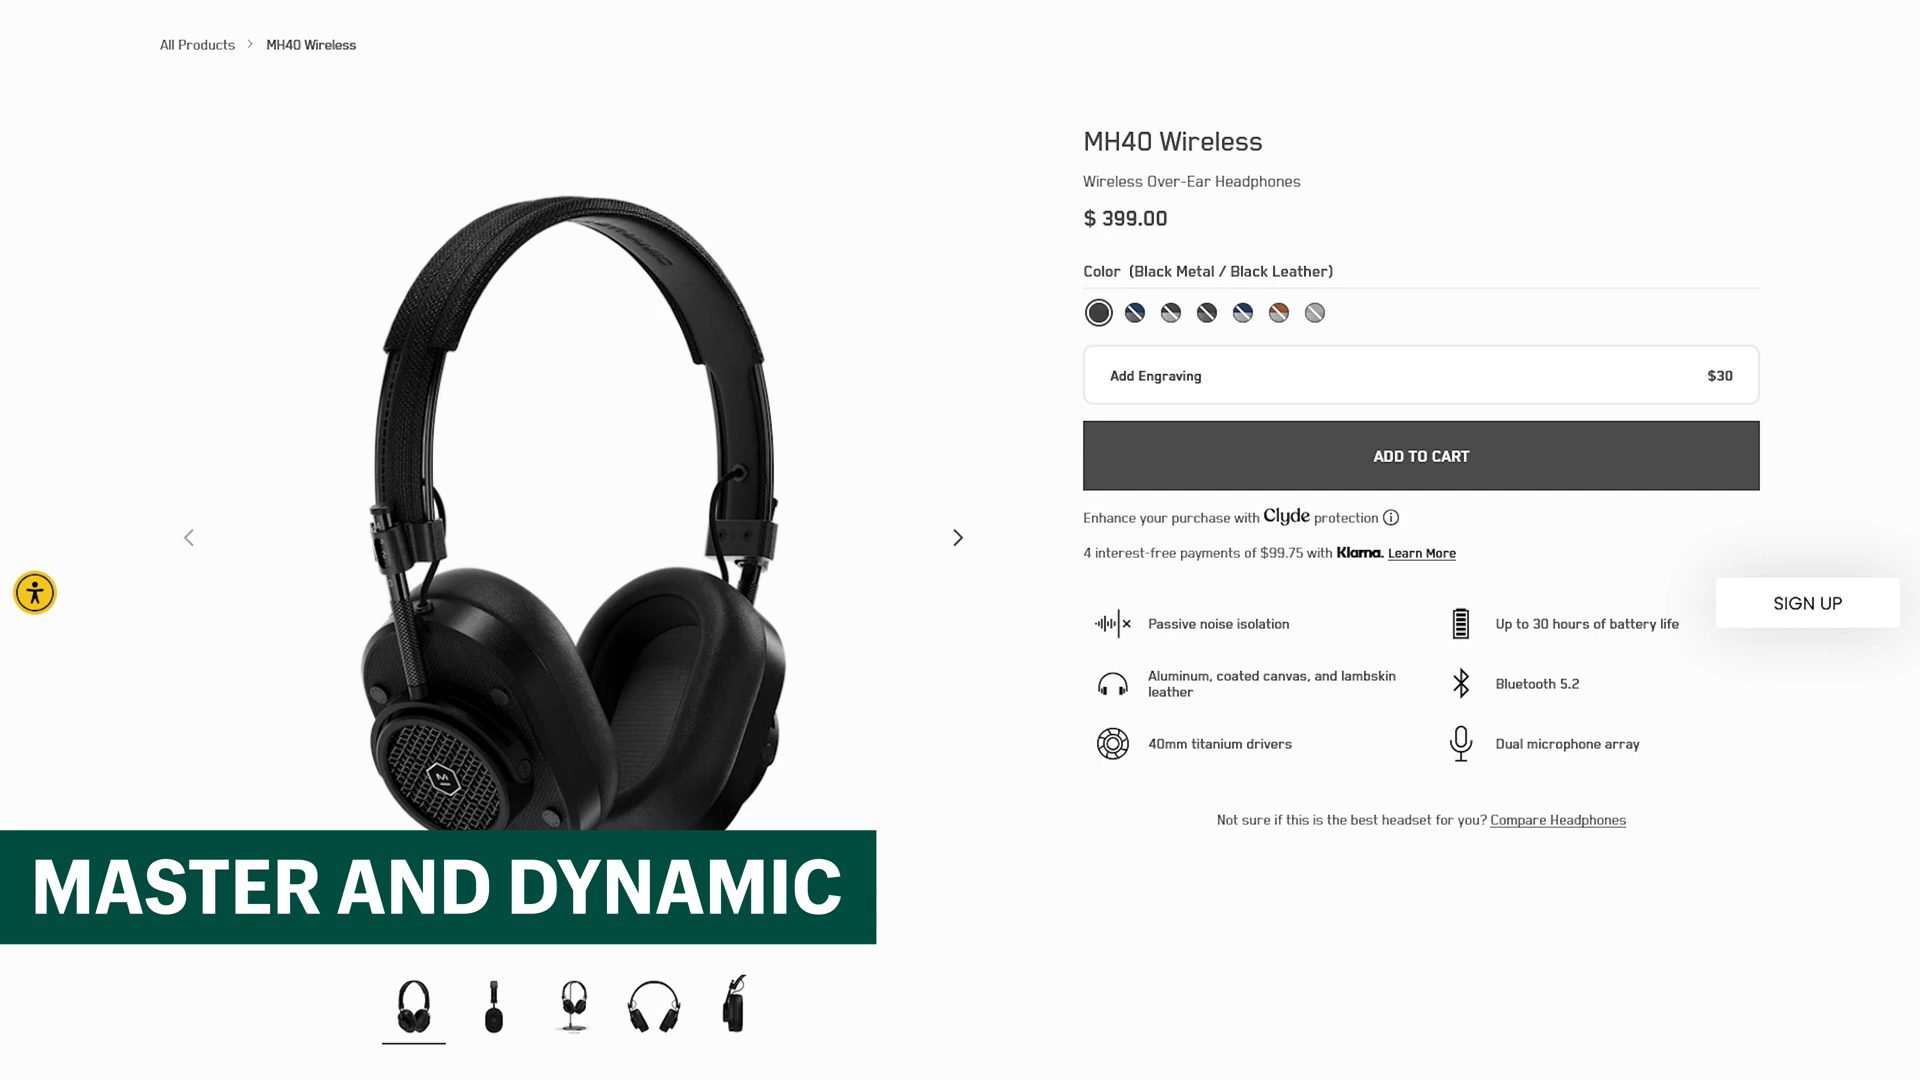 All Products > MH40 Wireless
MH40 Wireless
Wireless Over-Ear Headphones
$ 399.00
Color (Black Metal / Black Leather)
Add Engraving $30
ADD TO CART
Enhance your purchase with Clyde protection
4 interest-free payments of $99.75 with Klarna. Learn More
SIGN UP
Passive noise isolation
Up to 30 hours of battery life
Aluminum, coated canvas, and lambskin
leather
Bluetooth 5.2
40mm titanium drivers
Dual microphone array
Not sure if this is the best headset for you? Compare Headphones
MASTER AND DYNAMIC